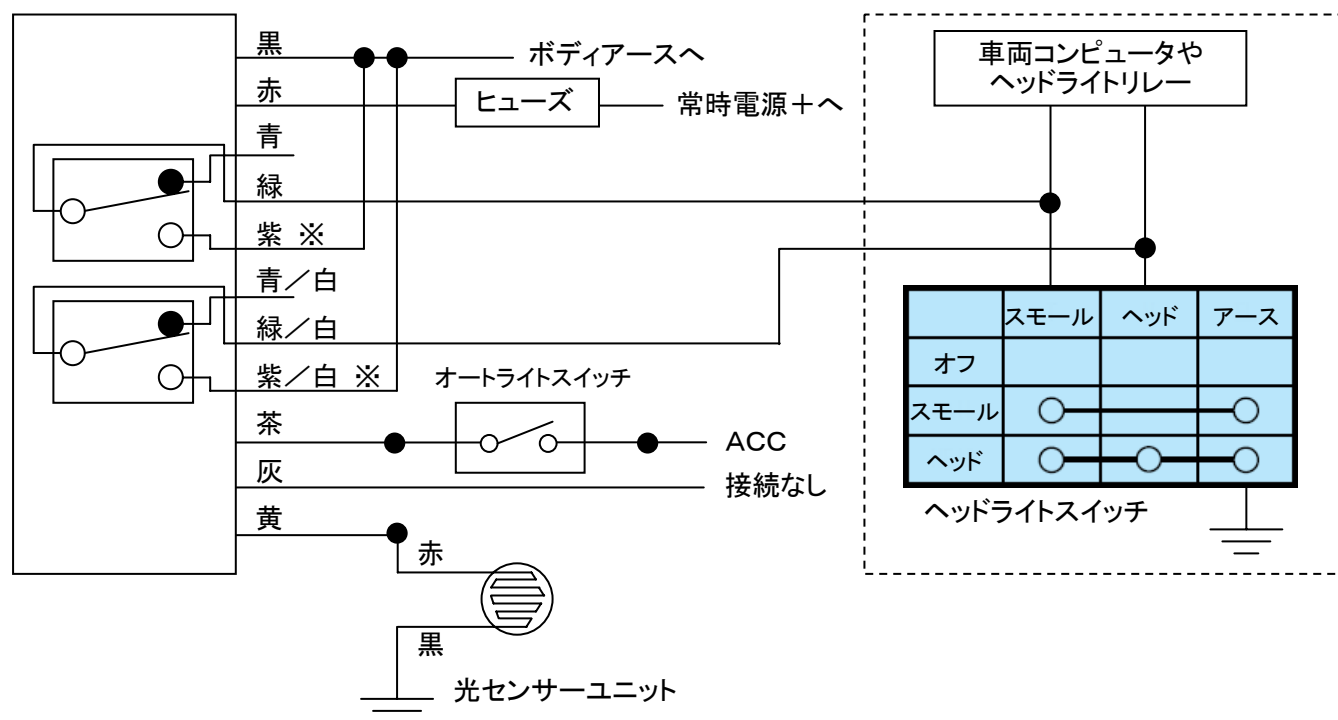 黒
ボディアースへ
赤
ヒューズ
常時電源＋へ
青
緑
紫 ※
青／白
緑／白
紫／白 ※
オートライトスイッチ
茶
ACC
灰
接続なし
黄
赤
黒
光センサーユニット
車両コンピュータや
ヘッドライトリレー
スモール ヘッド アース
オフ
スモール
ヘッド
ヘッドライトスイッチ